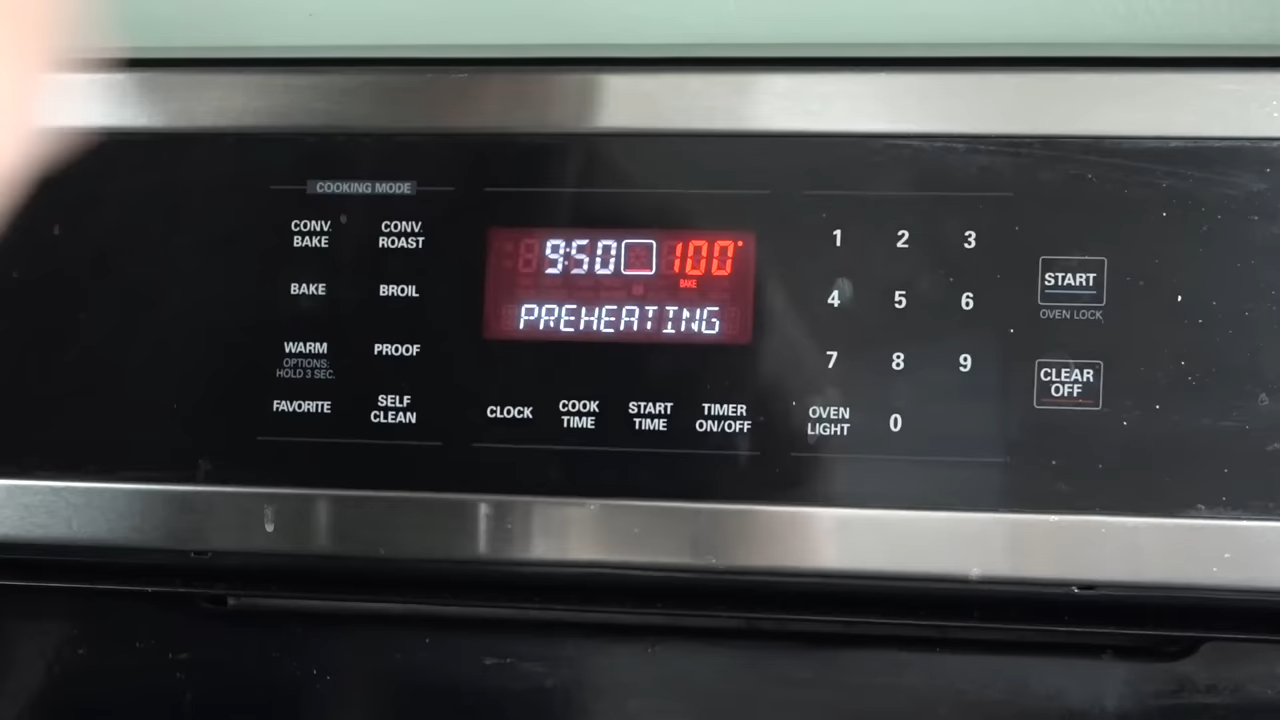 COOKING MODE
CONV. BAKE
CONV. ROAST
BAKE
BROIL
WARM
OPTIONS:
HOLD 3 SEC.
PROOF
FAVORITE
SELF CLEAN
9:50 100°
BAKE
PREHEATING
CLOCK
COOK TIME
START TIME
TIMER ON/OFF
1 2 3
4 5 6
7 8 9
OVEN LIGHT
0
START
OVEN LOCK
CLEAR OFF